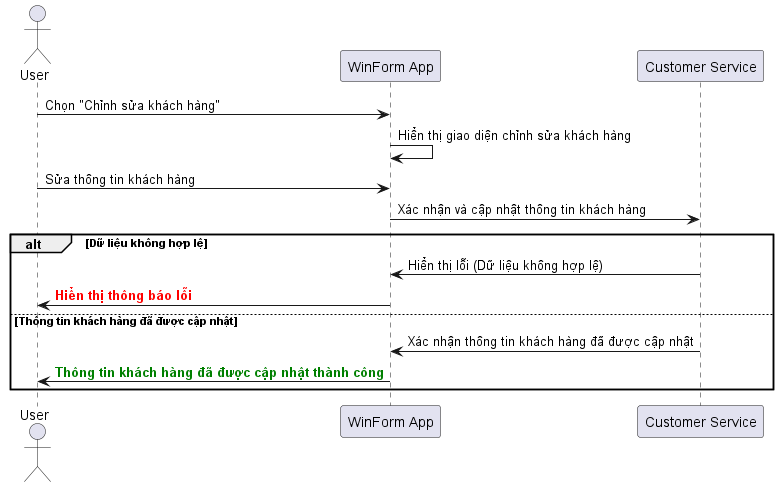 User
WinForm App
Customer Service
Chọn "Chỉnh sửa khách hàng"
Hiển thị giao diện chỉnh sửa khách hàng
Sửa thông tin khách hàng
Xác nhận và cập nhật thông tin khách hàng
alt [Dữ liệu không hợp lệ]
Hiển thị lỗi (Dữ liệu không hợp lệ)
Hiển thị thông báo lỗi
[Thông tin khách hàng đã được cập nhật]
Xác nhận thông tin khách hàng đã được cập nhật
Thông tin khách hàng đã được cập nhật thành công
User
WinForm App
Customer Service